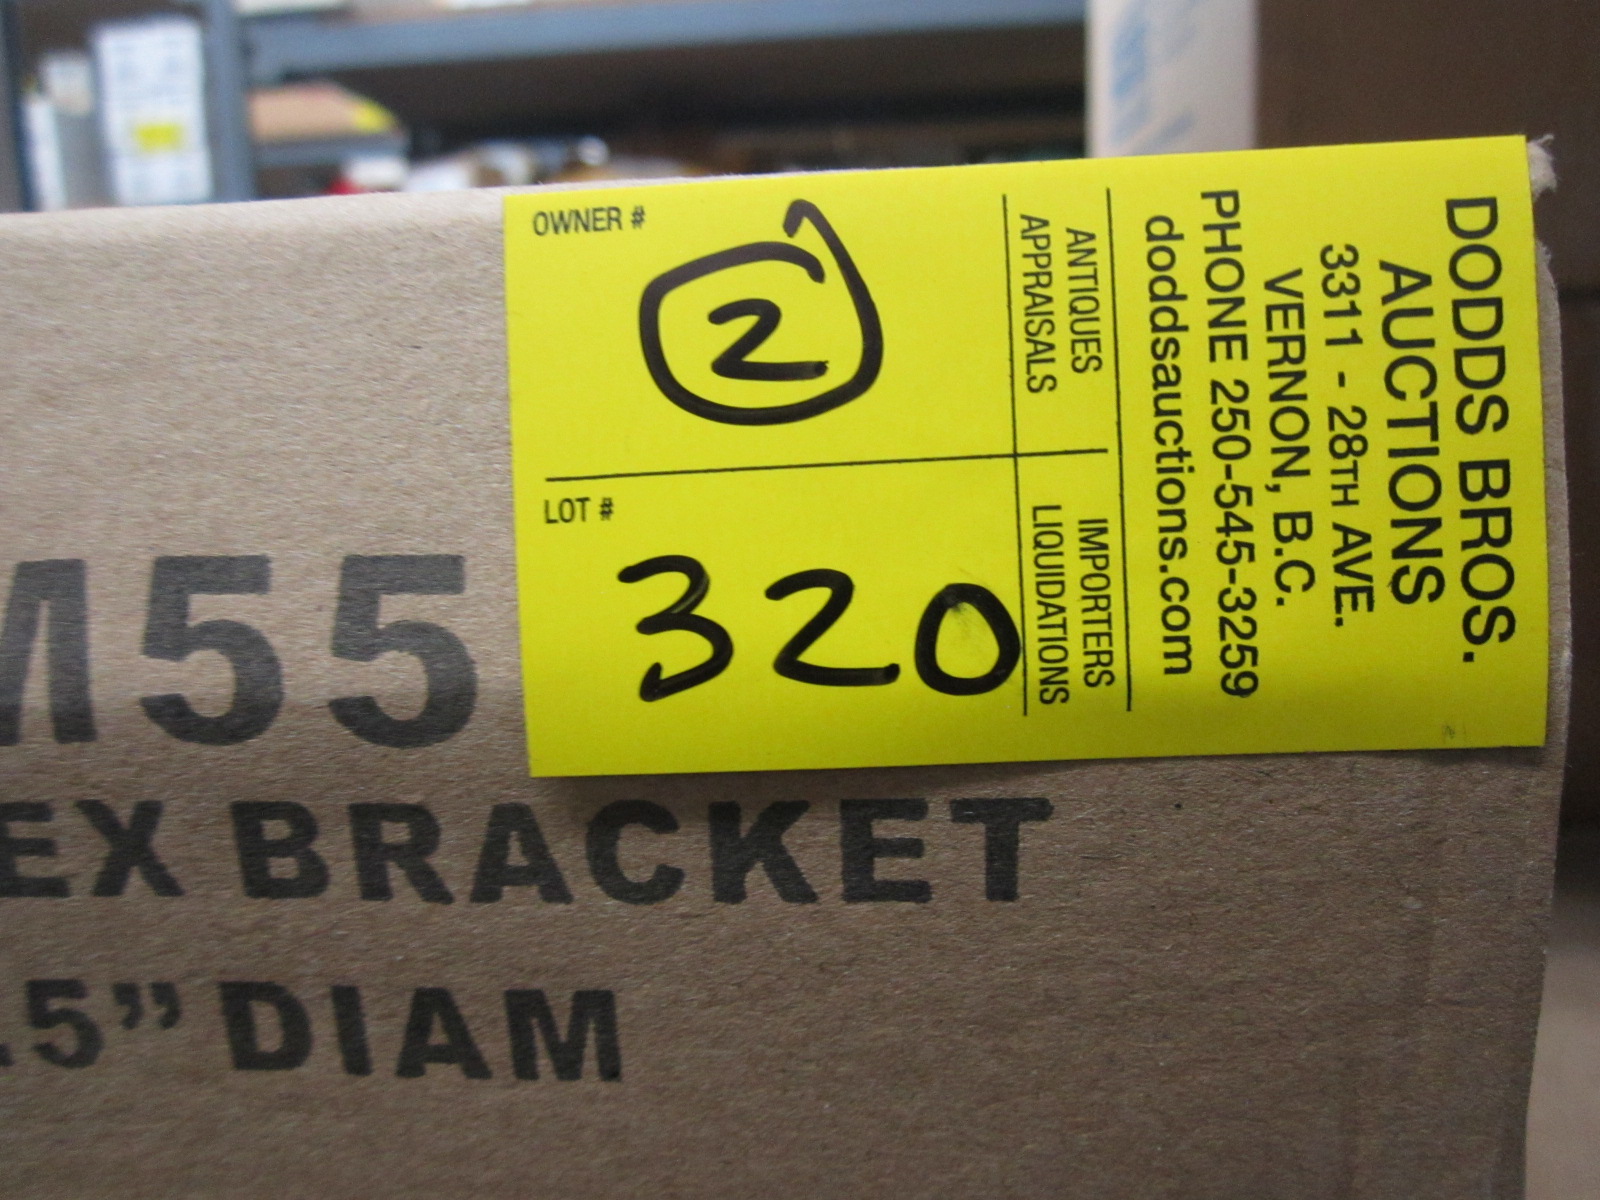 OWNER #
2
LOT #
320
ANTIQUES
APPRAISALS
IMPORTERS
LIQUIDATIONS
DODDS BROS.
AUCTIONS
3311 - 28TH AVE.
VERNON, B.C.
PHONE 250-545-3259
doddsauctions.com
M55
EX BRACKET
.5” DIAM